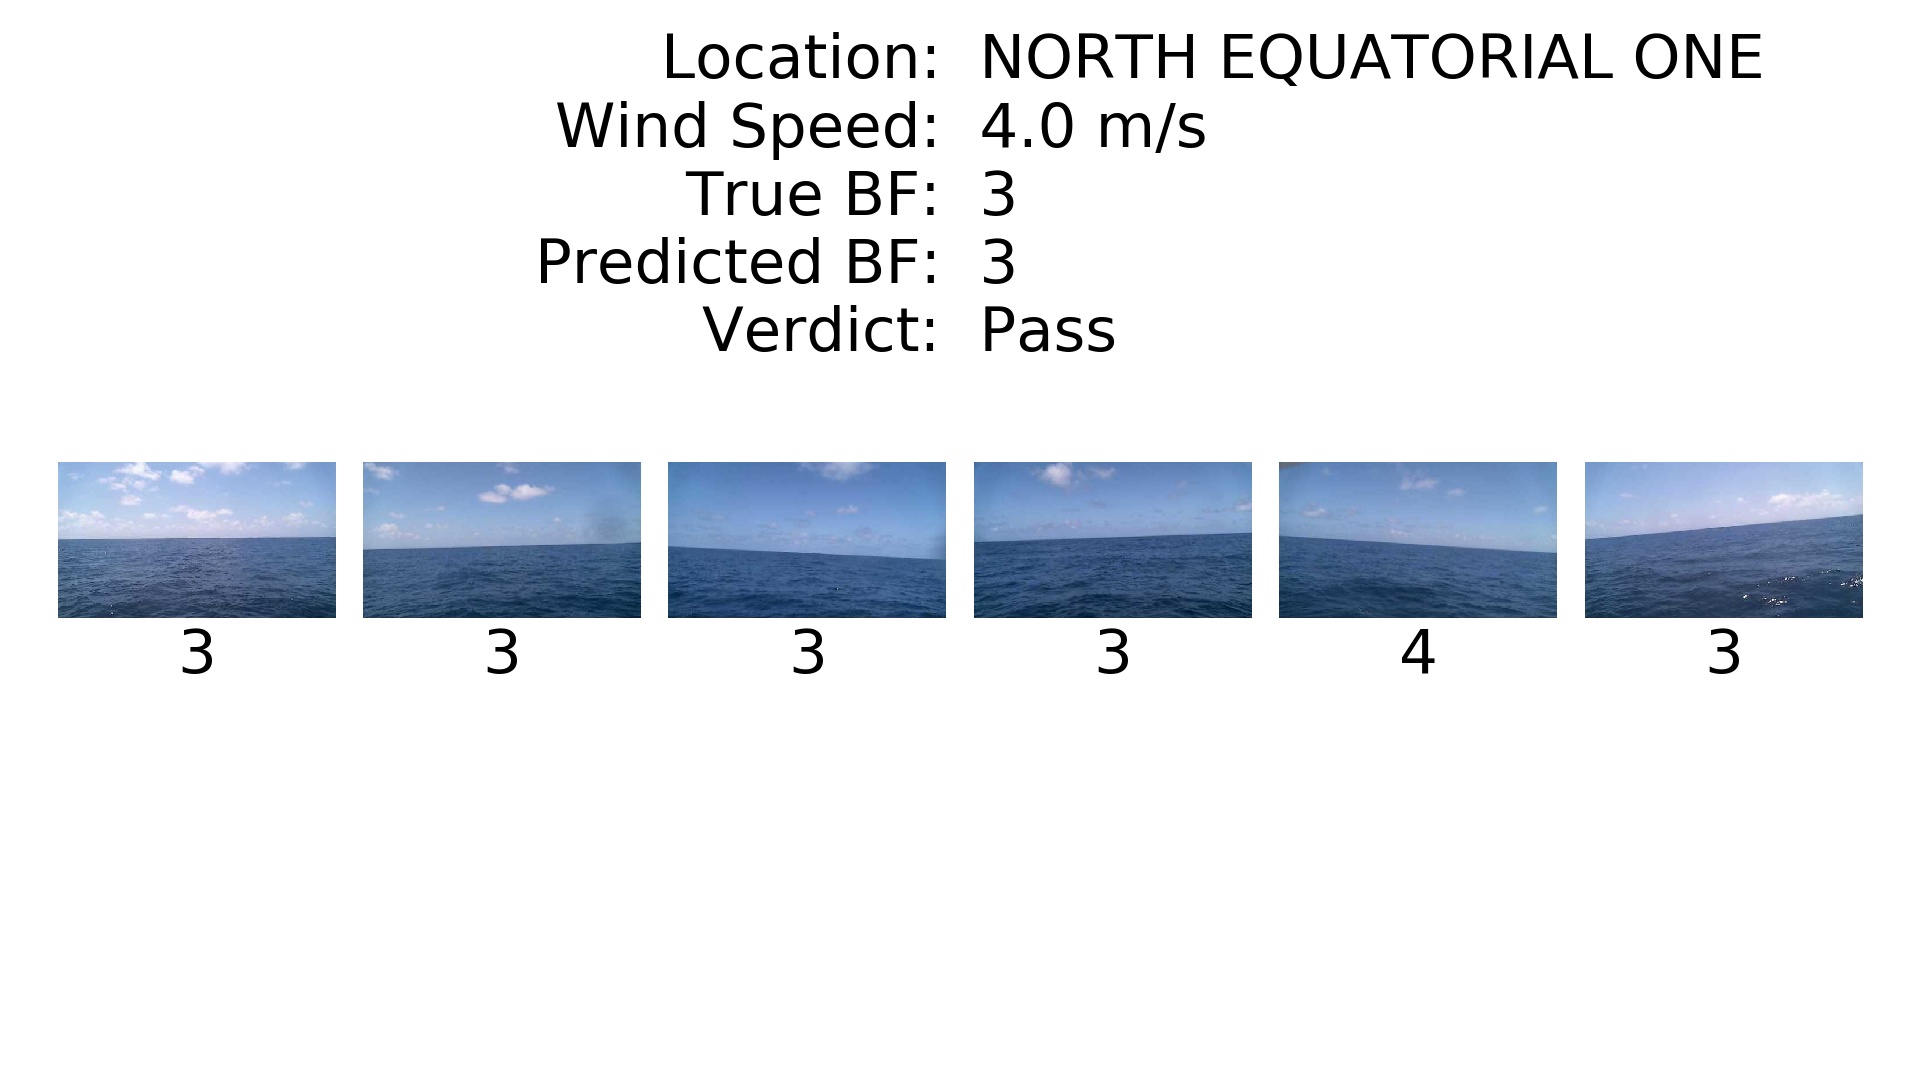 Location: NORTH EQUATORIAL ONE
Wind Speed: 4.0 m/s
True BF: 3
Predicted BF: 3
Verdict: Pass
3 3 3 3 4 3